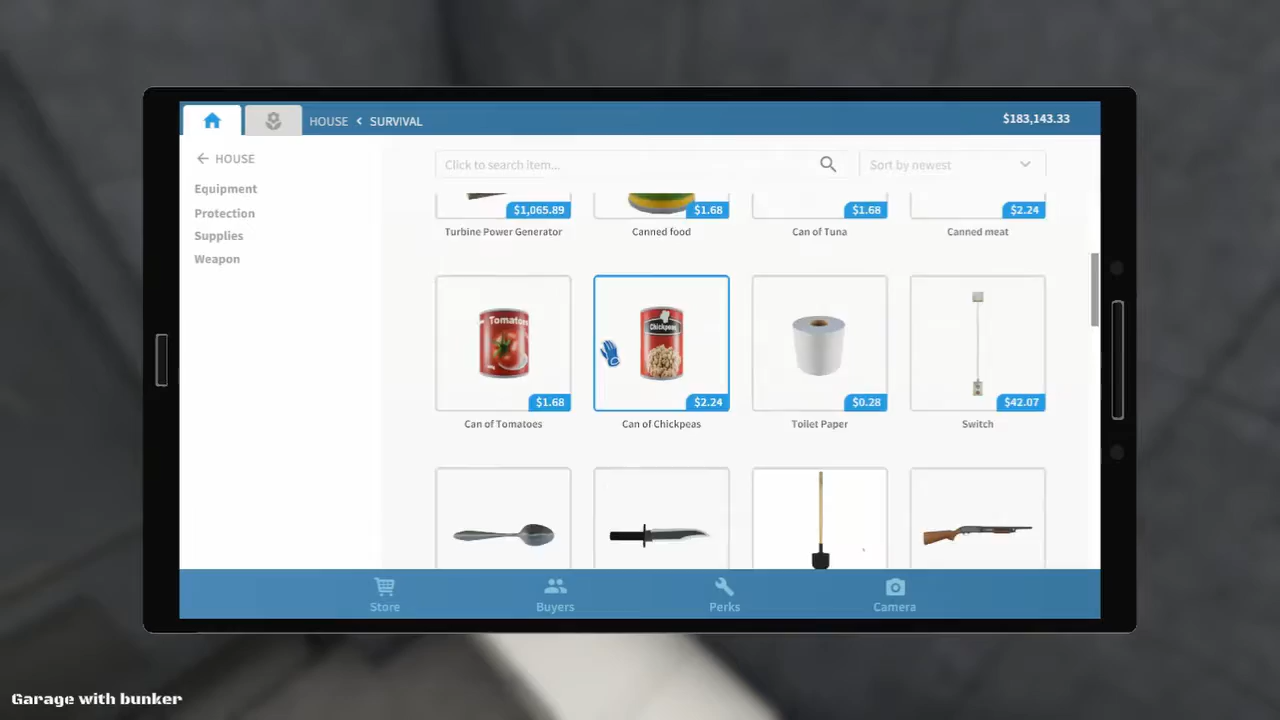 HOUSE < SURVIVAL
$183,143.33
← HOUSE
Equipment
Protection
Supplies
Weapon
Click to search item...
Sort by newest
$1,065.89
$1.68
$1.68
$2.24
Turbine Power Generator
Canned food
Can of Tuna
Canned meat
Tomatoes
Chickpeas
$1.68
$2.24
$0.28
$42.07
Can of Tomatoes
Can of Chickpeas
Toilet Paper
Switch
Store
Buyers
Perks
Camera
Garage with bunker